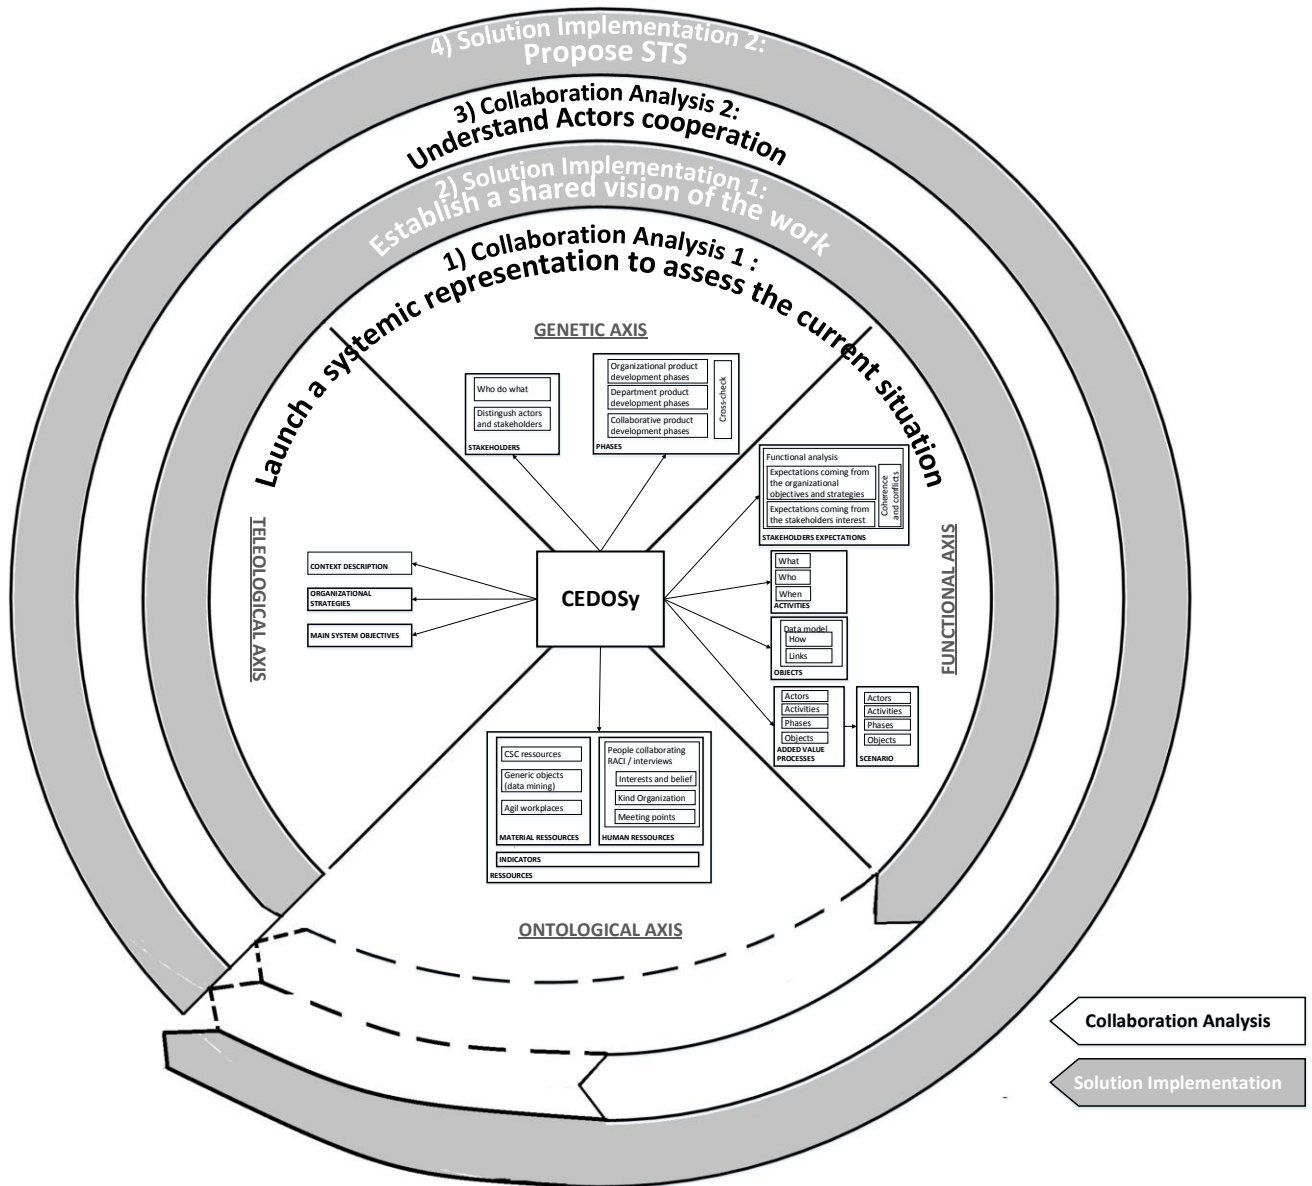 4) Solution Implementation 2:
Propose STS
3) Collaboration Analysis 2:
Understand Actors cooperation
2) Solution Implementation 1:
Establish a shared vision of the work
1) Collaboration Analysis 1 :
Launch a systemic representation to assess the current situation
GENETIC AXIS
Who do what
Distingush actors
and stakeholders
STAKEHOLDERS
Organizational product
development phases
Department product
development phases
Collaborative product
development phases
Cross-check
PHASES
Functional analysis
Expectations coming from
the organizational
objectives and strategies
Expectations coming from
the stakeholders interest
Coherence
and conflicts
STAKEHOLDERS EXPECTATIONS
TELEOLOGICAL AXIS
CONTEXT DESCRIPTION
ORGANIZATIONAL
STRATEGIES
MAIN SYSTEM OBJECTIVES
CEDOSy
What
Who
When
ACTIVITIES
FUNCTIONAL AXIS
Data model
How
Links
OBJECTS
Actors
Activities
Phases
Objects
ADDED VALUE
PROCESSES
Actors
Activities
Phases
Objects
SCENARIO
CSC ressources
Generic objects
(data mining)
Agil workplaces
MATERIAL RESSOURCES
People collaborating
RACI / interviews
Interests and belief
Kind Organization
Meeting points
HUMAN RESSOURCES
INDICATORS
RESSOURCES
ONTOLOGICAL AXIS
Collaboration Analysis
Solution Implementation